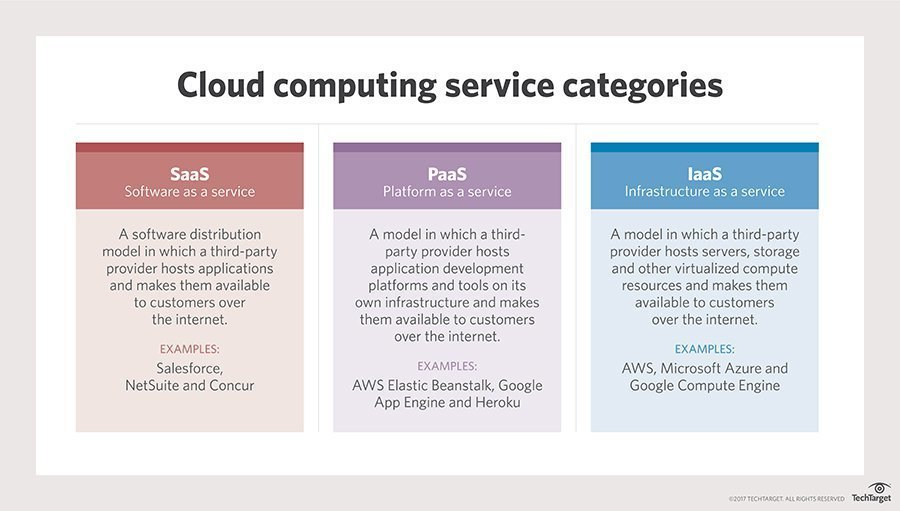 Cloud computing service categories
SaaS
Software as a service
A software distribution
model in which a third-party
provider hosts applications
and makes them available
to customers over
the internet.
EXAMPLES:
Salesforce,
NetSuite and Concur
PaaS
Platform as a service
A model in which a third-
party provider hosts
application development
platforms and tools on its
own infrastructure and makes
them available to customers
over the internet.
EXAMPLES:
AWS Elastic Beanstalk, Google
App Engine and Heroku
IaaS
Infrastructure as a service
A model in which a third-party
provider hosts servers, storage
and other virtualized compute
resources and makes them
available to customers
over the internet.
EXAMPLES:
AWS, Microsoft Azure and
Google Compute Engine
©2017 TECHTARGET. ALL RIGHTS RESERVED
TechTarget